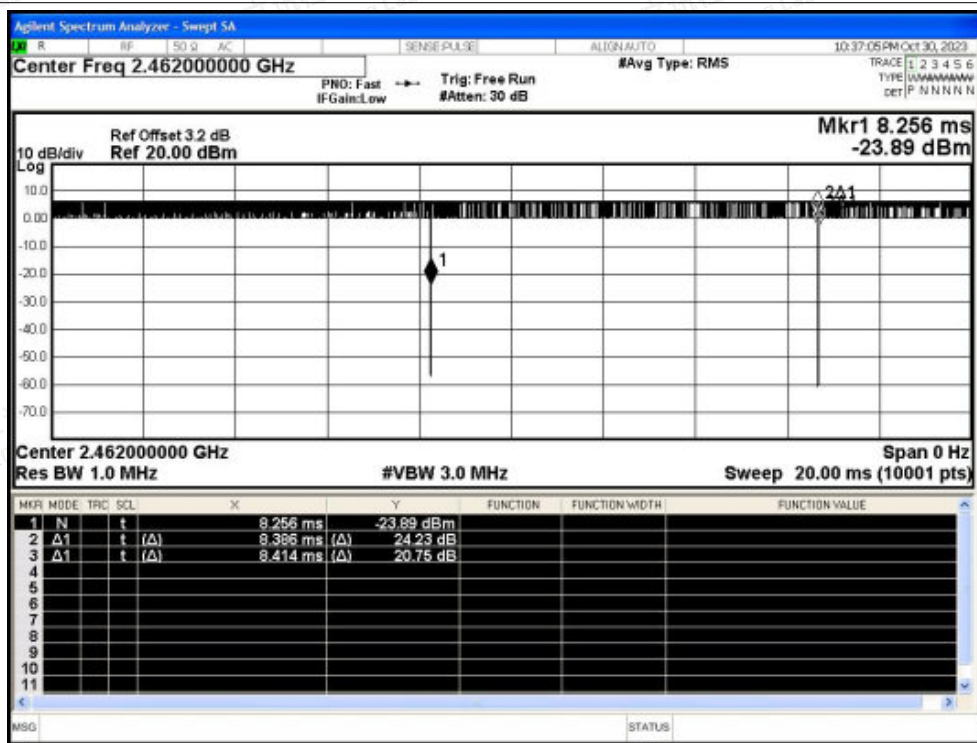 Agilent Spectrum Analyzer - Swept SA
R RF 50 Ω AC SENSE:PULSE ALIGN AUTO 10:37:05 PM Oct 30, 2023
Center Freq 2.462000000 GHz #Avg Type: RMS TRACE 1 2 3 4 5 6
PNO: Fast Trig: Free Run TYPE
IFGain:Low #Atten: 30 dB DET P N N N N N
Mkr1 8.256 ms
Ref Offset 3.2 dB
10 dB/div Ref 20.00 dBm -23.89 dBm
Log
10.0
2Δ1
0.00
-10.0
1
-20.0
-30.0
-40.0
-50.0
-60.0
-70.0
Center 2.462000000 GHz Span 0 Hz
Res BW 1.0 MHz #VBW 3.0 MHz Sweep 20.00 ms (10001 pts)
MKR MODE TRC SCL X Y FUNCTION FUNCTION WIDTH FUNCTION VALUE
1 N t 8.256 ms -23.89 dBm
2 Δ1 t (Δ) 8.386 ms (Δ) 24.23 dB
3 Δ1 t (Δ) 8.414 ms (Δ) 20.75 dB
4
5
6
7
8
9
10
11
MSG STATUS